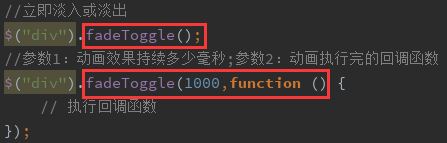 //立即淡入或淡出
$("div").fadeToggle();
//参数1：动画效果持续多少毫秒;参数2：动画执行完的回调函数
$("div").fadeToggle(1000,function () {
// 执行回调函数
});